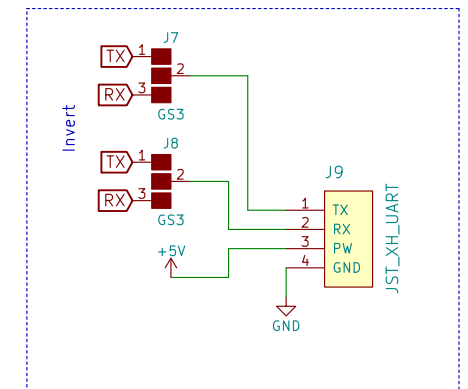 J7
TX 1
2
RX 3
GS3
Invert
J8
TX 1
2
RX 3
GS3
+5V
J9
1 TX
2 RX
3 PW
4 GND
JST_XH_UART
GND